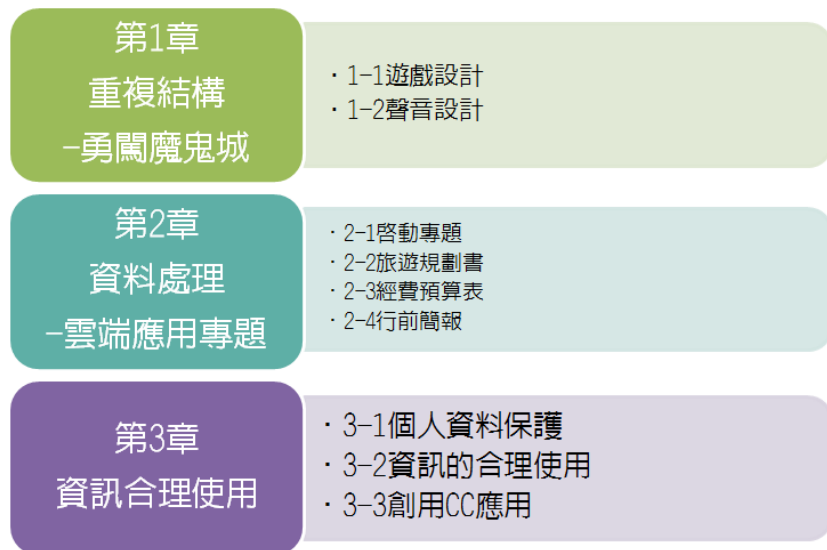 第1章
重複結構
-勇闖魔鬼城
·1-1遊戲設計
·1-2聲音設計
第2章
資料處理
-雲端應用專題
·2-1啓動專題
·2-2旅遊規劃書
·2-3經費預算表
·2-4行前簡報
第3章
資訊合理使用
·3-1個人資料保護
·3-2資訊的合理使用
·3-3創用CC應用